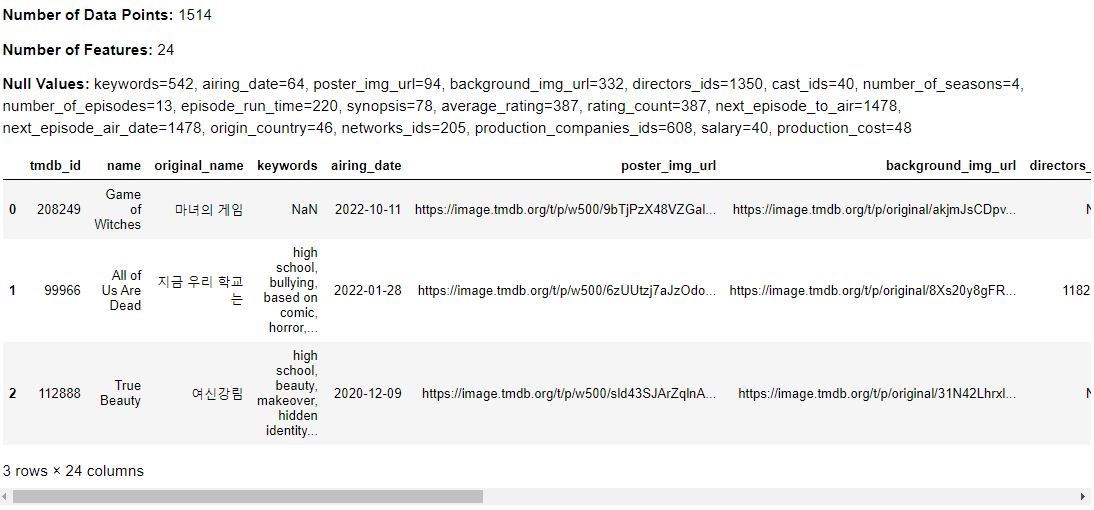 Number of Data Points: 1514
Number of Features: 24
Null Values: keywords=542, airing_date=64, poster_img_url=94, background_img_url=332, directors_ids=1350, cast_ids=40, number_of_seasons=4,
number_of_episodes=13, episode_run_time=220, synopsis=78, average_rating=387, rating_count=387, next_episode_to_air=1478,
next_episode_air_date=1478, origin_country=46, networks_ids=205, production_companies_ids=608, salary=40, production_cost=48
tmdb_id name original_name keywords airing_date poster_img_url background_img_url directors_
Game
0 208249 of 마녀의 게임 NaN 2022-10-11 https://image.tmdb.org/t/p/w500/9bTjPzX48VZGal... https://image.tmdb.org/t/p/original/akjmJsCDpv... N
Witches
high
school,
All of bullying, 지금 우리 학교
1 99966 Us Are based on 는 2022-01-28 https://image.tmdb.org/t/p/w500/6zUUtzj7aJzOdo... https://image.tmdb.org/t/p/original/8Xs20y8gFR... 1182
Dead comic,
horror,...
high
school,
True beauty,
2 112888 Beauty 여신강림 makeover, 2020-12-09 https://image.tmdb.org/t/p/w500/sld43SJArZqlnA... https://image.tmdb.org/t/p/original/31N42Lhrxl... N
hidden
identity...
3 rows × 24 columns